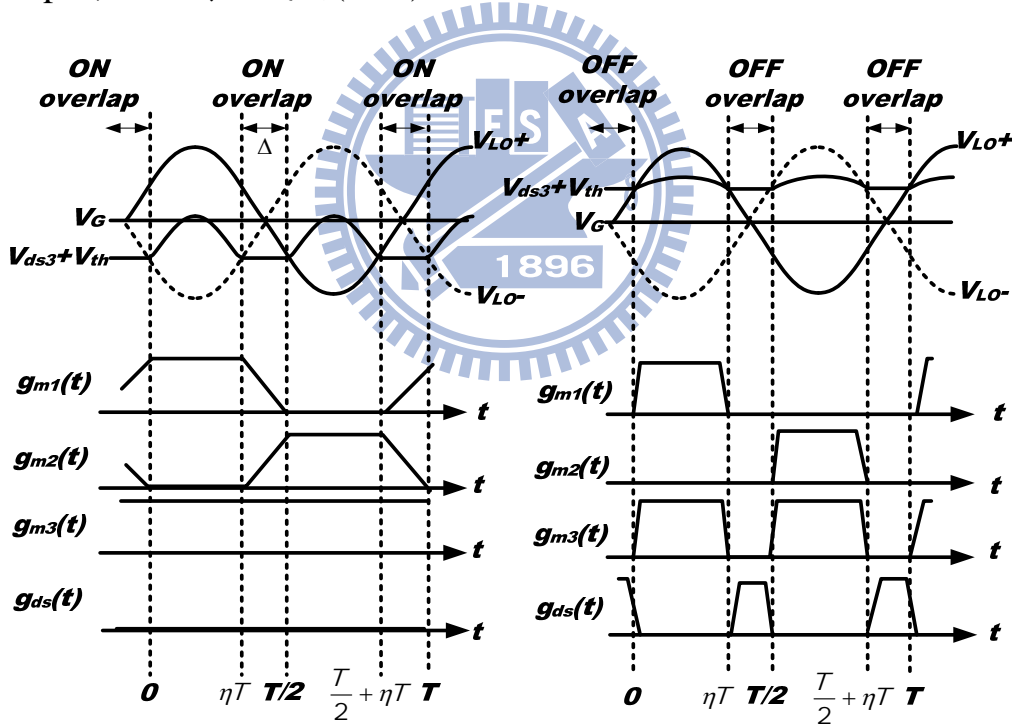 ON overlap
ON overlap
ON overlap
OFF overlap
OFF overlap
OFF overlap
Δ
VLO+
VG
Vds3+Vth
VLO-
VLO+
Vds3+Vth
VG
VLO-
ES
A
1896
gm1(t)
t
gm2(t)
t
gm3(t)
t
gds(t)
t
0
ηT
T/2
T/2 + ηT
T
gm1(t)
t
gm2(t)
t
gm3(t)
t
gds(t)
t
0
ηT
T/2
T/2 + ηT
T